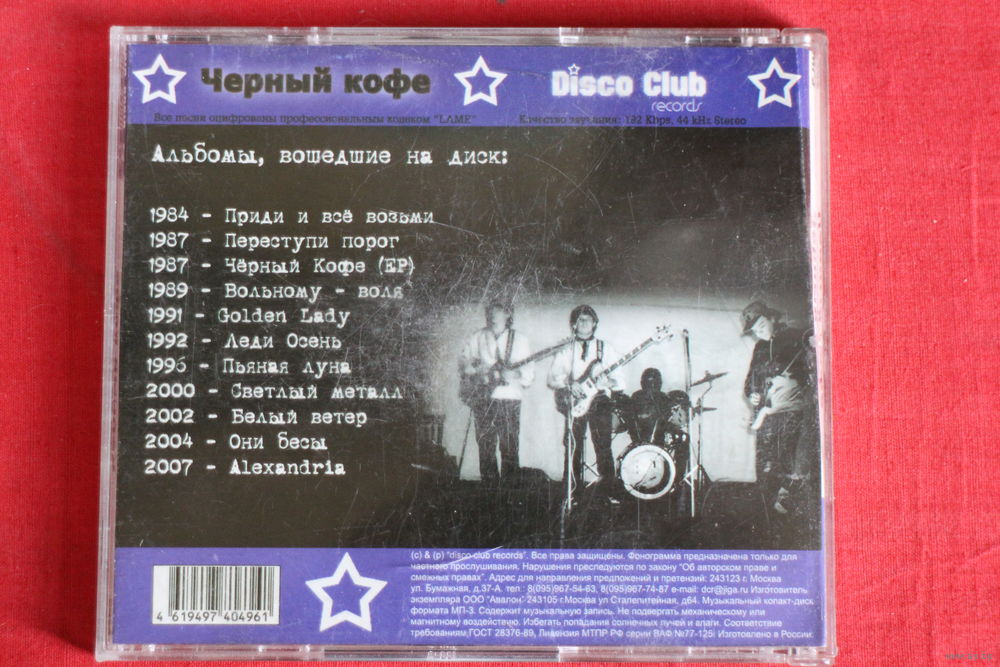 Черный кофе
Disco Club
records
Все песни оцифрованы профессиональным кодеком "LAME"
Качество звучания: 192 Kbps, 44 kHz Stereo
Альбомы, вошедшие на диск:
1984 - Приди и всё возьми
1987 - Переступи порог
1987 - Чёрный Кофе (EP)
1989 - Вольному - воля
1991 - Golden Lady
1992 - Леди Осень
1996 - Пьяная луна
2000 - Светлый металл
2002 - Белый ветер
2004 - Они бесы
2007 - Alexandria
(c) & (p) "disco club records". Все права защищены. Фонограмма предназначена только для
частного прослушивания. Нарушения преследуются по закону "Об авторском праве и
смежных правах". Адрес для направления предложений и претензий: 243123 г. Москва
ул. Бумажная, д.37-А. тел.: 8(095)967-54-63, 8(095)967-74-87 e-mail: dcr@jiga.ru Изготовитель
экземпляра ООО "Авалон" 243105 г.Москва ул Сталелитейная, д64. Музыкальный копакт-диск
формата МП-3. Содержит музыкальную запись. Не подвергать механическому или
магнитному воздействию. Избегать попадания солнечных лучей и влаги. Соответствие
требованиям,ГОСТ 28376-89, Лицензия МТПР РФ серии ВАФ №77-125. Изготовлено в России.
4 619497 404961